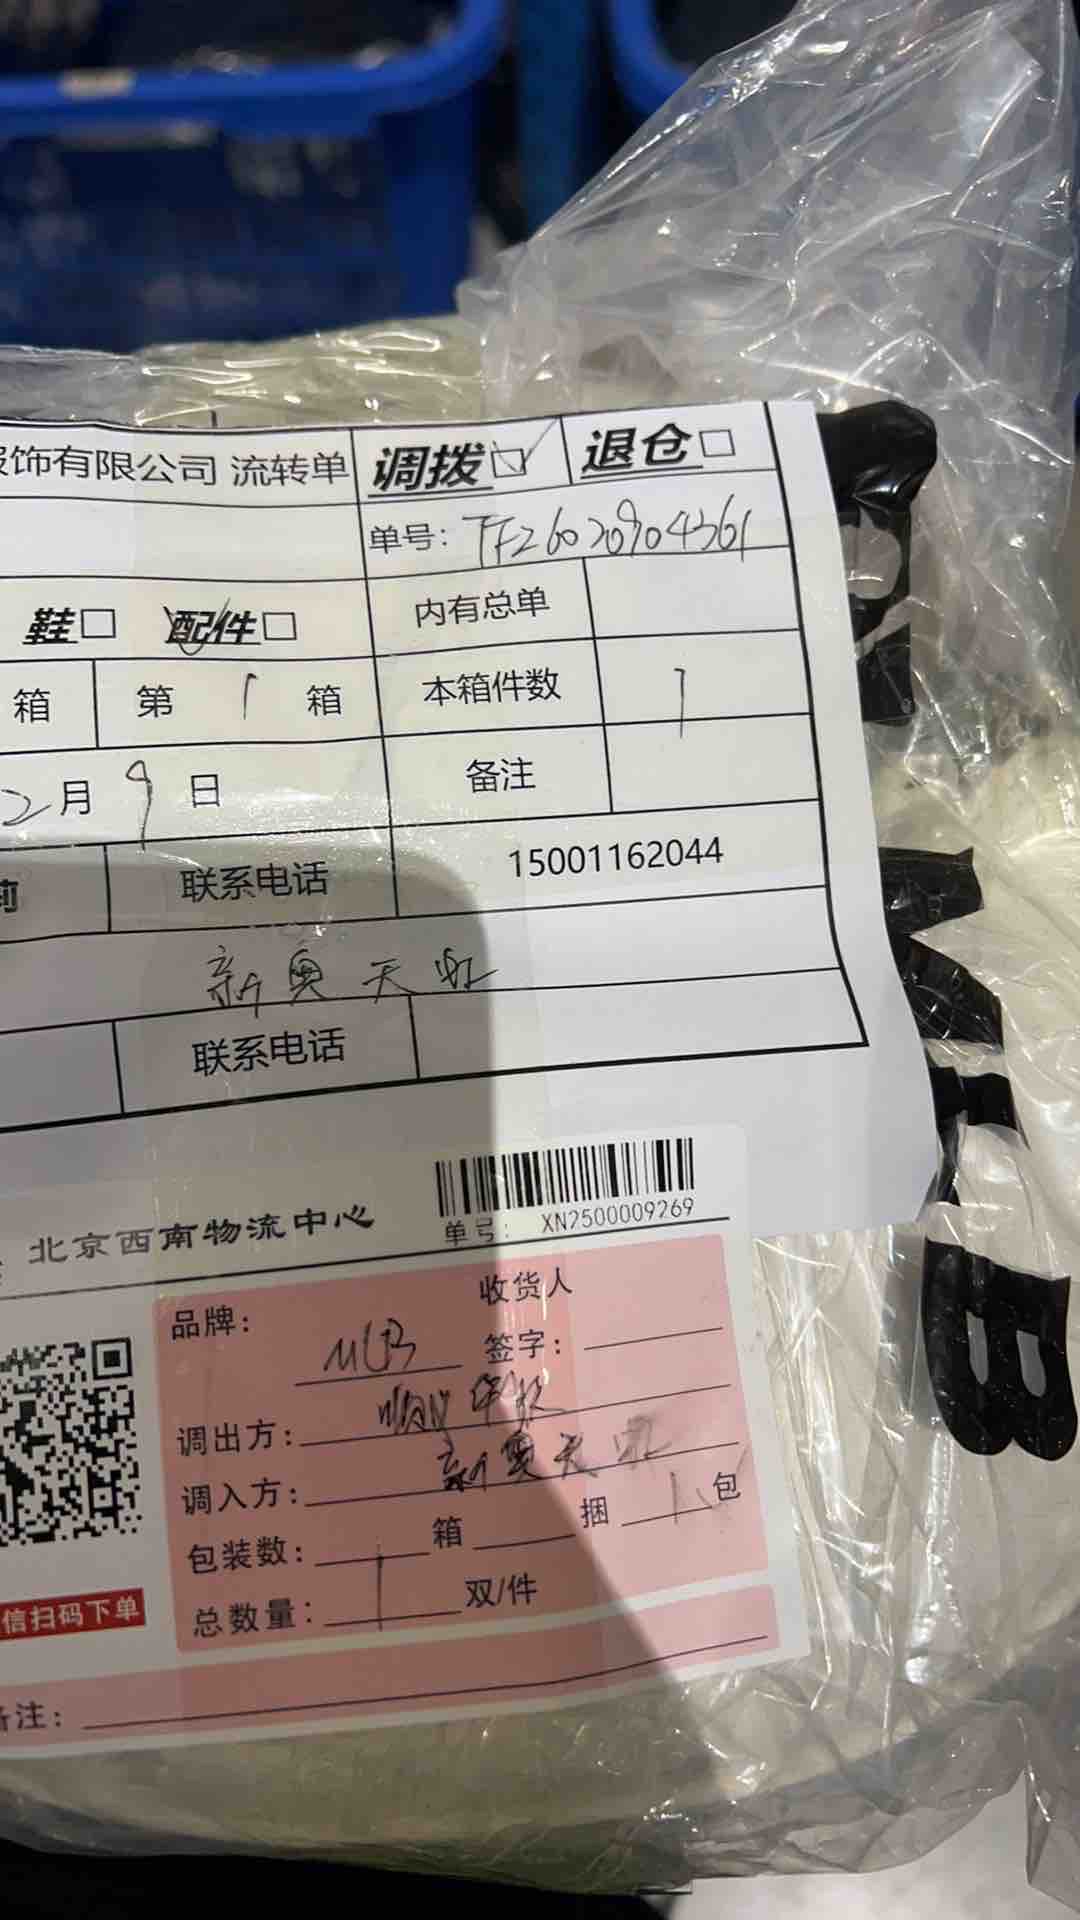 服饰有限公司 流转单 调拨 退仓
单号: TF26020904361
鞋 配件 内有总单
箱 第 1 箱 本箱件数 1
2月9日 备注
莉 联系电话 15001162044
新奥天虹
联系电话
北京西南物流中心
单号: XN2500009269
品牌: MLB 收货人
签字:
调出方:
调入方: 新奥天虹
包装数: 箱 捆 1 包
总数量: 1 双/件
信扫码下单
备注:
MLB